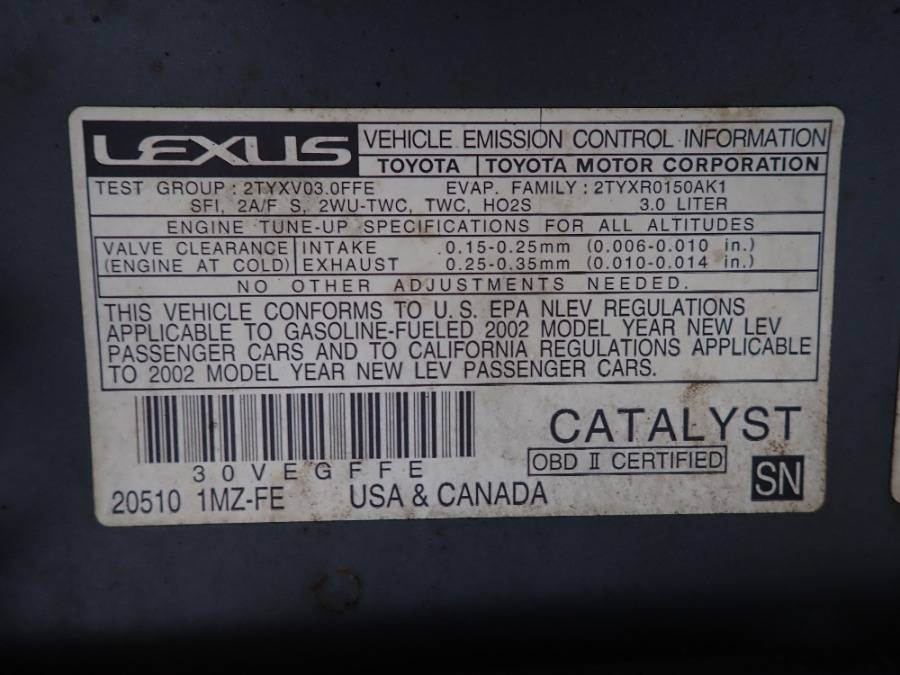 LEXUS
VEHICLE EMISSION CONTROL INFORMATION
TOYOTA TOYOTA MOTOR CORPORATION
TEST GROUP : 2TYXV03.0FFE EVAP. FAMILY : 2TYXR0150AK1
SFI, 2A/F S, 2WU-TWC, TWC, HO2S 3.0 LITER
ENGINE TUNE-UP SPECIFICATIONS FOR ALL ALTITUDES
VALVE CLEARANCE INTAKE 0.15-0.25mm (0.006-0.010 in.)
(ENGINE AT COLD) EXHAUST 0.25-0.35mm (0.010-0.014 in.)
NO OTHER ADJUSTMENTS NEEDED.
THIS VEHICLE CONFORMS TO U.S. EPA NLEV REGULATIONS
APPLICABLE TO GASOLINE-FUELED 2002 MODEL YEAR NEW LEV
PASSENGER CARS AND TO CALIFORNIA REGULATIONS APPLICABLE
TO 2002 MODEL YEAR NEW LEV PASSENGER CARS.
CATALYST
30VEGFFE
OBD II CERTIFIED
SN
20510 1MZ-FE USA & CANADA